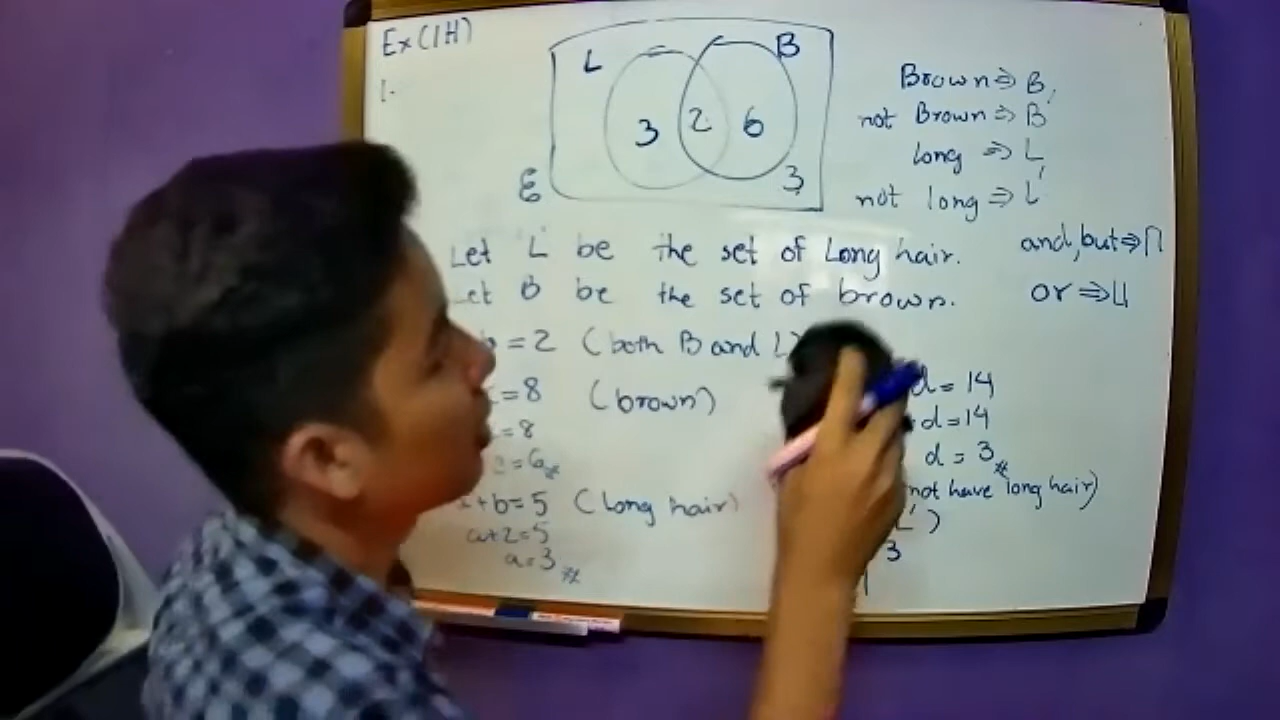 Ex(1H)
1.
L
B
3
2
6
3
ℰ
Brown ⇒ B,
not Brown ⇒ B'
long ⇒ L
not long ⇒ L'
Let L be the set of Long hair.
Let B be the set of brown.
and, but ⇒ ∩
or ⇒ ⋃
b = 2 (both B and L)
= 8 (brown)
= 8
= 6
+ b = 5 (Long hair)
a + 2 = 5
a = 3
d = 14
+ d = 14
d = 3
not have long hair)
L' )
3